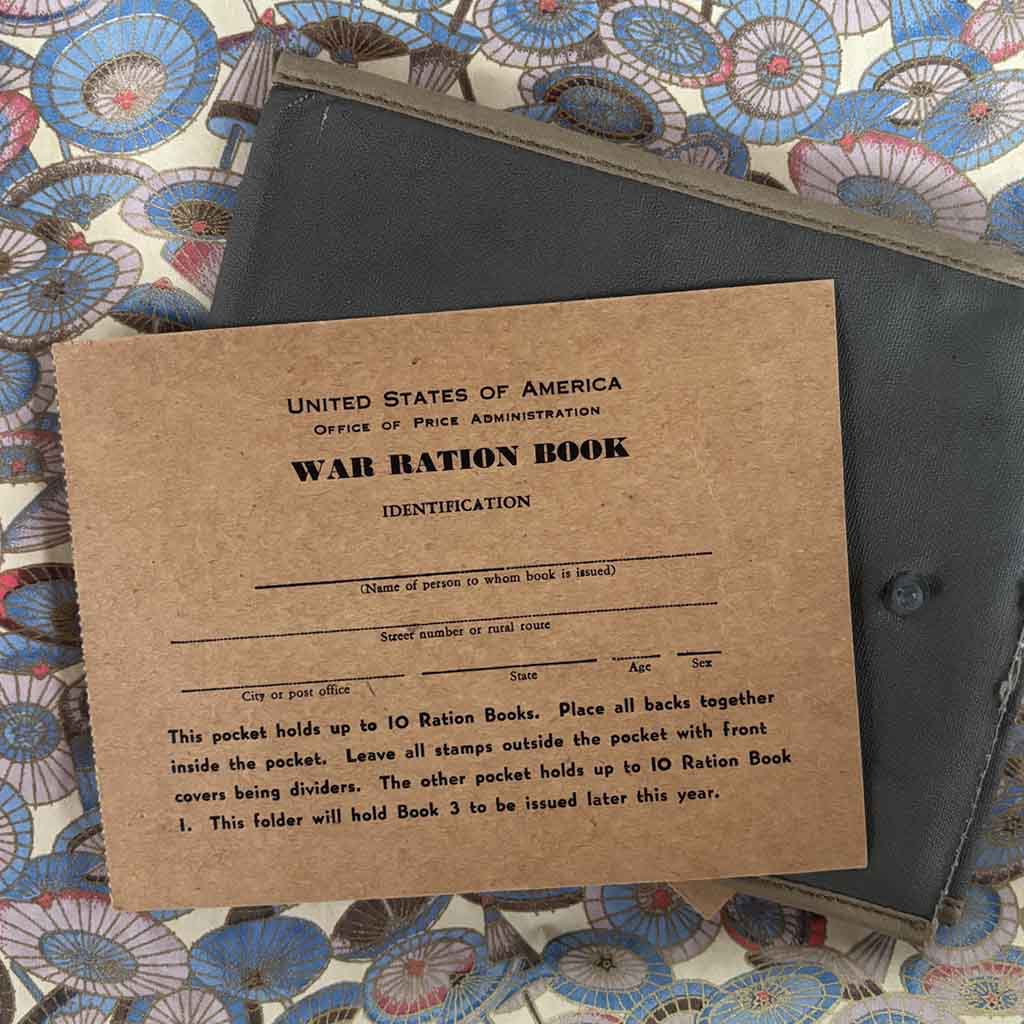 UNITED STATES OF AMERICA
OFFICE OF PRICE ADMINISTRATION
WAR RATION BOOK
IDENTIFICATION
(Name of person to whom book is issued)
Street number or rural route
City or post office State Age Sex
This pocket holds up to 10 Ration Books. Place all backs together
inside the pocket. Leave all stamps outside the pocket with front
covers being dividers. The other pocket holds up to 10 Ration Book
1. This folder will hold Book 3 to be issued later this year.